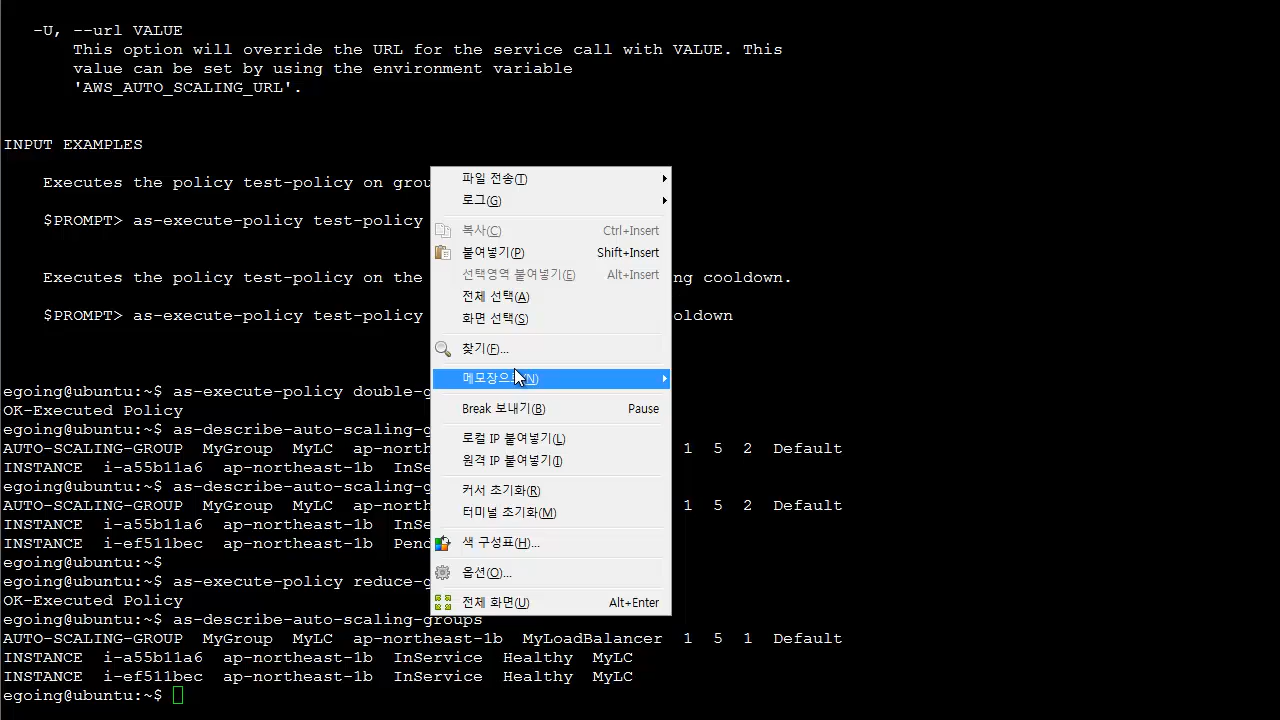 -U, --url VALUE
This option will override the URL for the service call with VALUE. This
value can be set by using the environment variable
'AWS_AUTO_SCALING_URL'.
INPUT EXAMPLES
Executes the policy test-policy on grou
$PROMPT> as-execute-policy test-policy
Executes the policy test-policy on the ng cooldown.
$PROMPT> as-execute-policy test-policy ooldown
egoing@ubuntu:~$ as-execute-policy double-g
OK-Executed Policy
egoing@ubuntu:~$ as-describe-auto-scaling-g
AUTO-SCALING-GROUP MyGroup MyLC ap-nort 1 5 2 Default
INSTANCE i-a55b11a6 ap-northeast-1b InSe
egoing@ubuntu:~$ as-describe-auto-scaling-g
AUTO-SCALING-GROUP MyGroup MyLC ap-nort 1 5 2 Default
INSTANCE i-a55b11a6 ap-northeast-1b InSe
INSTANCE i-ef511bec ap-northeast-1b Pend
egoing@ubuntu:~$
egoing@ubuntu:~$ as-execute-policy reduce-g
OK-Executed Policy
egoing@ubuntu:~$ as-describe-auto-scaling-groups
AUTO-SCALING-GROUP MyGroup MyLC ap-northeast-1b MyLoadBalancer 1 5 1 Default
INSTANCE i-a55b11a6 ap-northeast-1b InService Healthy MyLC
INSTANCE i-ef511bec ap-northeast-1b InService Healthy MyLC
egoing@ubuntu:~$
파일 전송(T)
로그(G)
복사(C) Ctrl+Insert
붙여넣기(P) Shift+Insert
선택영역 붙여넣기(E) Alt+Insert
전체 선택(A)
화면 선택(S)
찾기(F)...
메모장으로(N)
Break 보내기(B) Pause
로컬 IP 붙여넣기(L)
원격 IP 붙여넣기(I)
커서 초기화(R)
터미널 초기화(M)
색 구성표(H)...
옵션(O)...
전체 화면(U) Alt+Enter